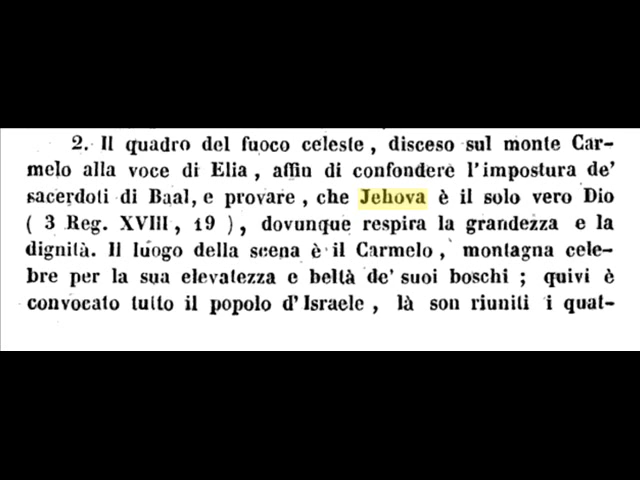 2. Il quadro del fuoco celeste, disceso sul monte Car-
melo alla voce di Elia, affin di confondere l'impostura de'
sacerdoti di Baal, e provare, che Jehova è il solo vero Dio
( 3 Reg. XVIII, 19 ), dovunque respira la grandezza e la
dignità. Il luogo della scena è il Carmelo, montagna cele-
bre per la sua elevatezza e beltà de' suoi boschi; quivi è
convocato tutto il popolo d'Israele, là son riuniti i quat-